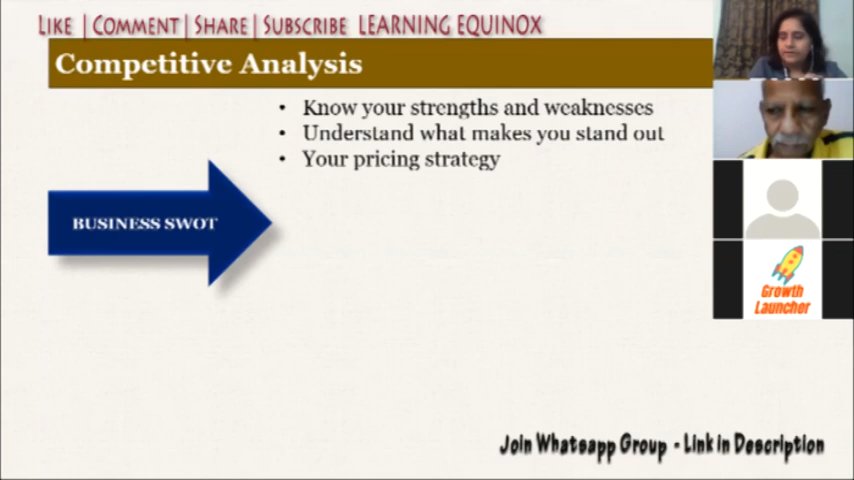 LIKE | COMMENT | SHARE | SUBSCRIBE LEARNING EQUINOX
Competitive Analysis
• Know your strengths and weaknesses
• Understand what makes you stand out
• Your pricing strategy
BUSINESS SWOT
Growth
Launcher
Join Whatsapp Group - Link in Description